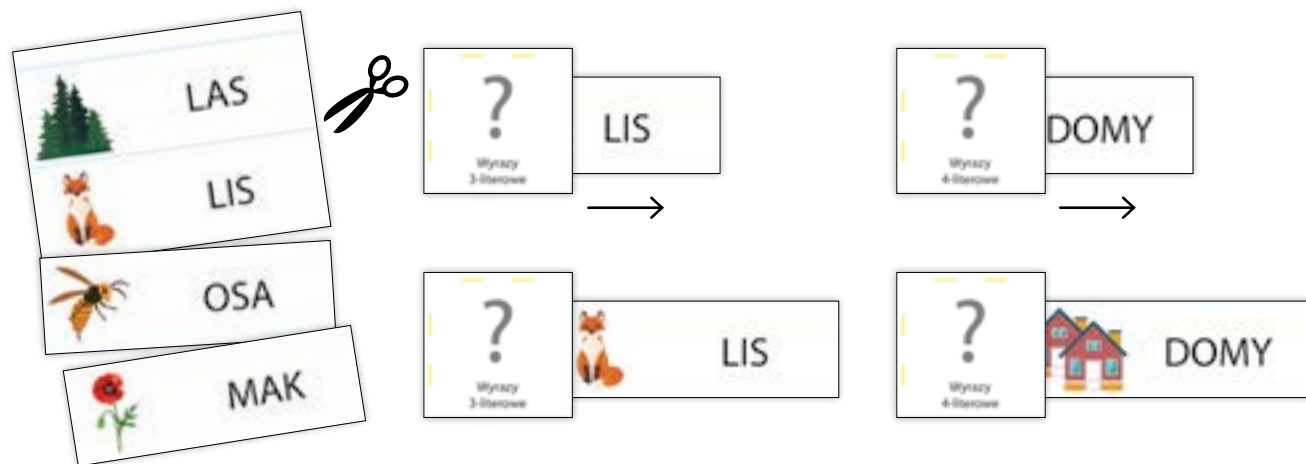 LAS
LIS
OSA
MAK
?
Wyrazy
3-literowe
LIS
?
Wyrazy
4-literowe
DOMY
?
Wyrazy
3-literowe
LIS
?
Wyrazy
4-literowe
DOMY